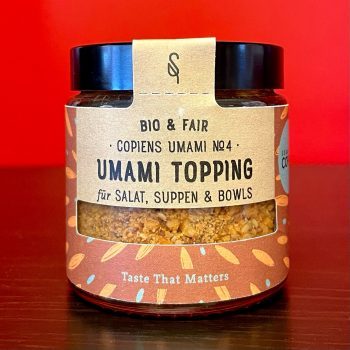 BIO & FAIR
· COPIENS UMAMI №4 ·
UMAMI TOPPING
für SALAT, SUPPEN & BOWLS
Taste That Matters